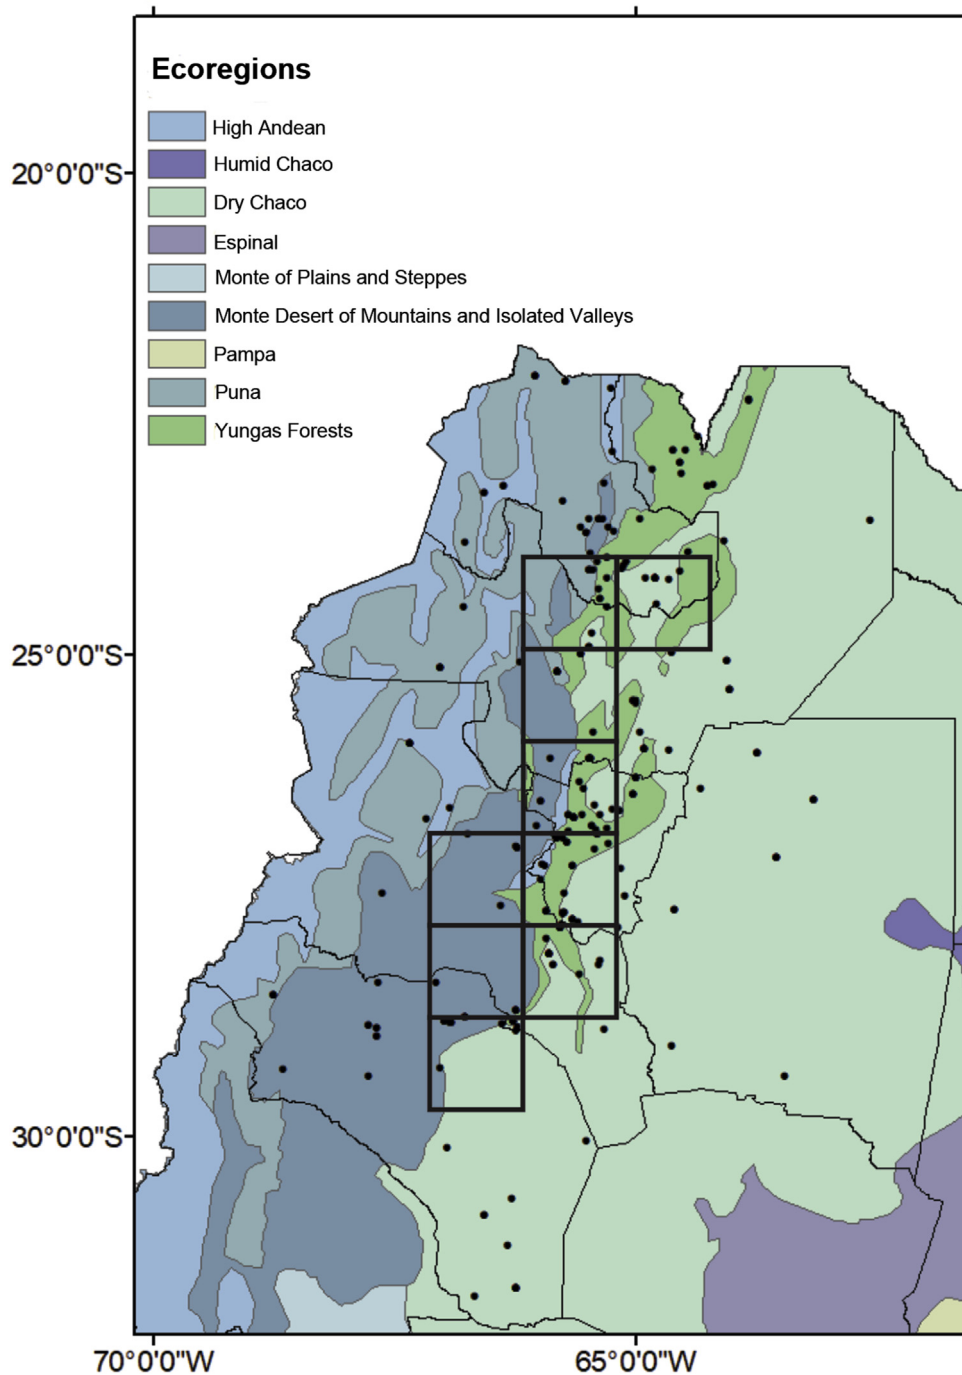 Ecoregions
High Andean
Humid Chaco
Dry Chaco
Espinal
Monte of Plains and Steppes
Monte Desert of Mountains and Isolated Valleys
Pampa
Puna
Yungas Forests
20°0'0"S
25°0'0"S
30°0'0"S
70°0'0"W
65°0'0"W